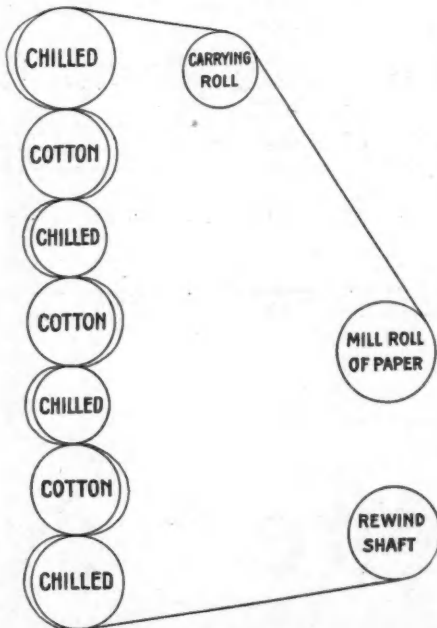 CHILLED
CARRYING
ROLL
COTTON
CHILLED
COTTON
MILL ROLL
OF PAPER
CHILLED
COTTON
REWIND
SHAFT
CHILLED